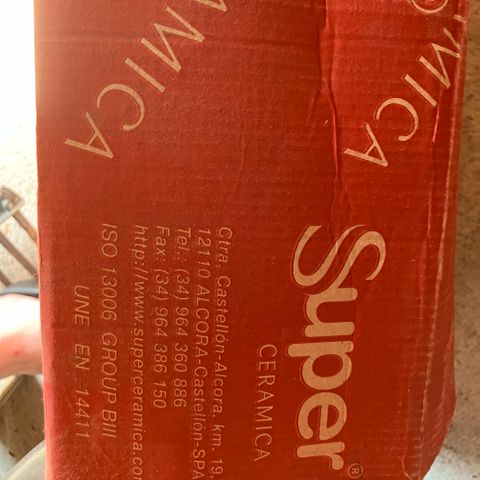 MICA
MICA
Super®
CERAMICA
Ctra. Castellón-Alcora, km. 19.
12110 ALCORA-Castellón-SPA
Tel.: (34) 964 360 886
Fax: (34) 964 386 150
http://www.superceramica.co
ISO 13006 GROUP BIII
UNE EN 14411